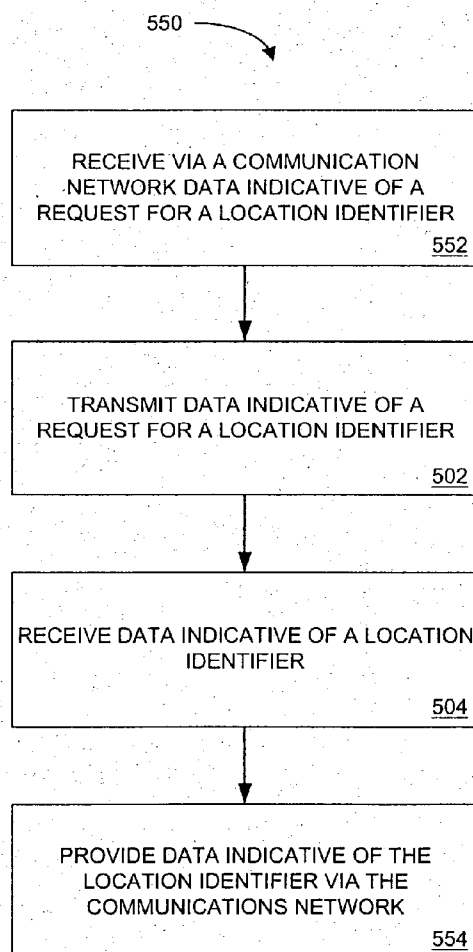 550
RECEIVE VIA A COMMUNICATION
NETWORK DATA INDICATIVE OF A
REQUEST FOR A LOCATION IDENTIFIER
552
TRANSMIT DATA INDICATIVE OF A
REQUEST FOR A LOCATION IDENTIFIER
502
RECEIVE DATA INDICATIVE OF A LOCATION
IDENTIFIER
504
PROVIDE DATA INDICATIVE OF THE
LOCATION IDENTIFIER VIA THE
COMMUNICATIONS NETWORK
554